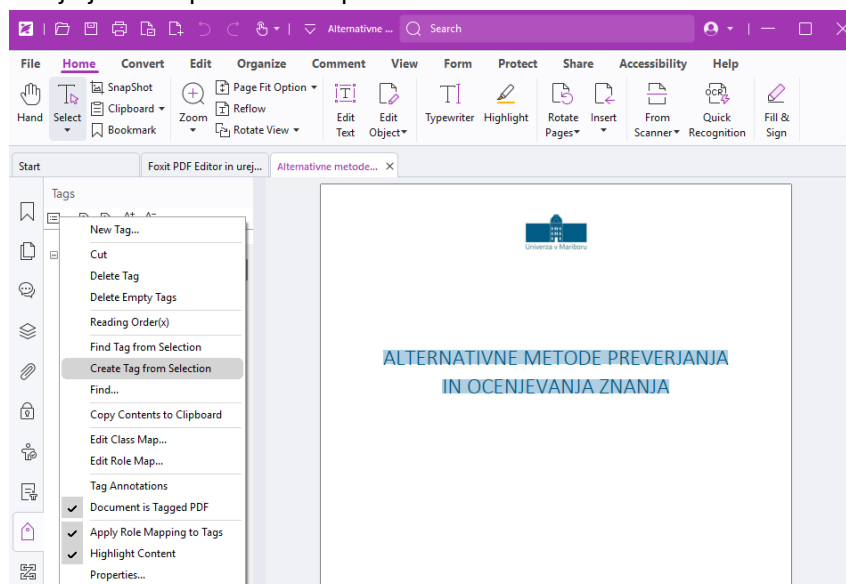 Alternativne ... Search
File Home Convert Edit Organize Comment View Form Protect Share Accessibility Help
Hand
Select
SnapShot
Clipboard
Bookmark
Zoom
Page Fit Option
Reflow
Rotate View
Edit Text
Edit Object
Typewriter
Highlight
Rotate Pages
Insert
From Scanner
OCR
Quick Recognition
Fill & Sign
Start
Foxit PDF Editor in urej...
Alternativne metode...
Tags
New Tag...
Cut
Delete Tag
Delete Empty Tags
Reading Order(x)
Find Tag from Selection
Create Tag from Selection
Find...
Copy Contents to Clipboard
Edit Class Map...
Edit Role Map...
Tag Annotations
Document is Tagged PDF
Apply Role Mapping to Tags
Highlight Content
Properties...
Univerza v Mariboru
ALTERNATIVNE METODE PREVERJANJA
IN OCENJEVANJA ZNANJA